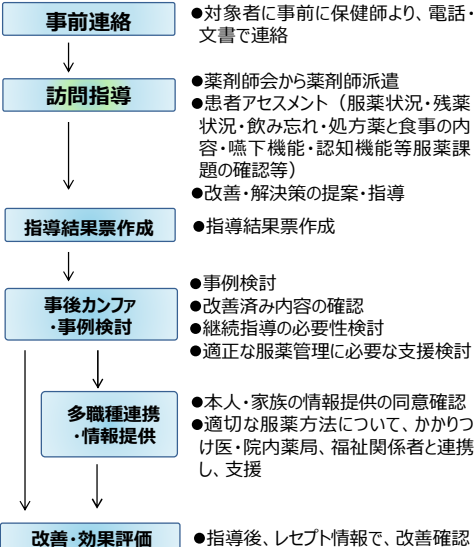 事前連絡
●対象者に事前に保健師より、電話・
文書で連絡
訪問指導
●薬剤師会から薬剤師派遣
●患者アセスメント（服薬状況・残薬
状況・飲み忘れ・処方薬と食事の内
容・嚥下機能・認知機能等服薬課
題の確認等）
●改善・解決策の提案・指導
指導結果票作成
●指導結果票作成
事後カンファ
・事例検討
●事例検討
●改善済み内容の確認
●継続指導の必要性検討
●適正な服薬管理に必要な支援検討
多職種連携
・情報提供
●本人・家族の情報提供の同意確認
●適切な服薬方法について、かかりつ
け医・院内薬局、福祉関係者と連携
し、支援
改善・効果評価
●指導後、レセプト情報で、改善確認